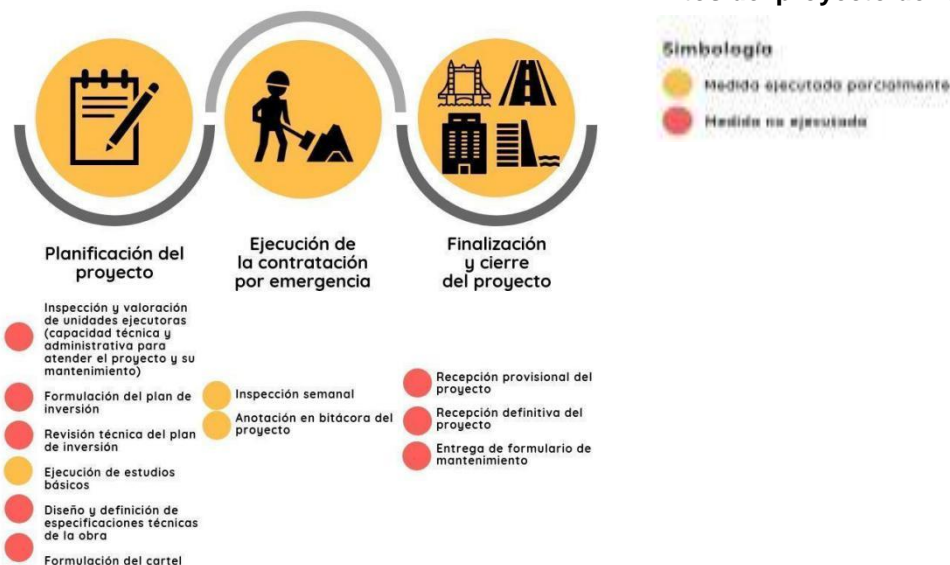 Simbología
Medida ejecutada parcialmente
Medida no ejecutada
Planificación del
proyecto
Inspección y valoración
de unidades ejecutoras
(capacidad técnica y
administrativa para
atender el proyecto y su
mantenimiento)
Formulación del plan de
inversión
Revisión técnica del plan
de inversión
Ejecución de estudios
básicos
Diseño y definición de
especificaciones técnicas
de la obra
Formulación del cartel
Ejecución de
la contratación
por emergencia
Inspección semanal
Anotación en bitácora del
proyecto
Finalización
y cierre
del proyecto
Recepción provisional del
proyecto
Recepción definitiva del
proyecto
Entrega de formulario de
mantenimiento